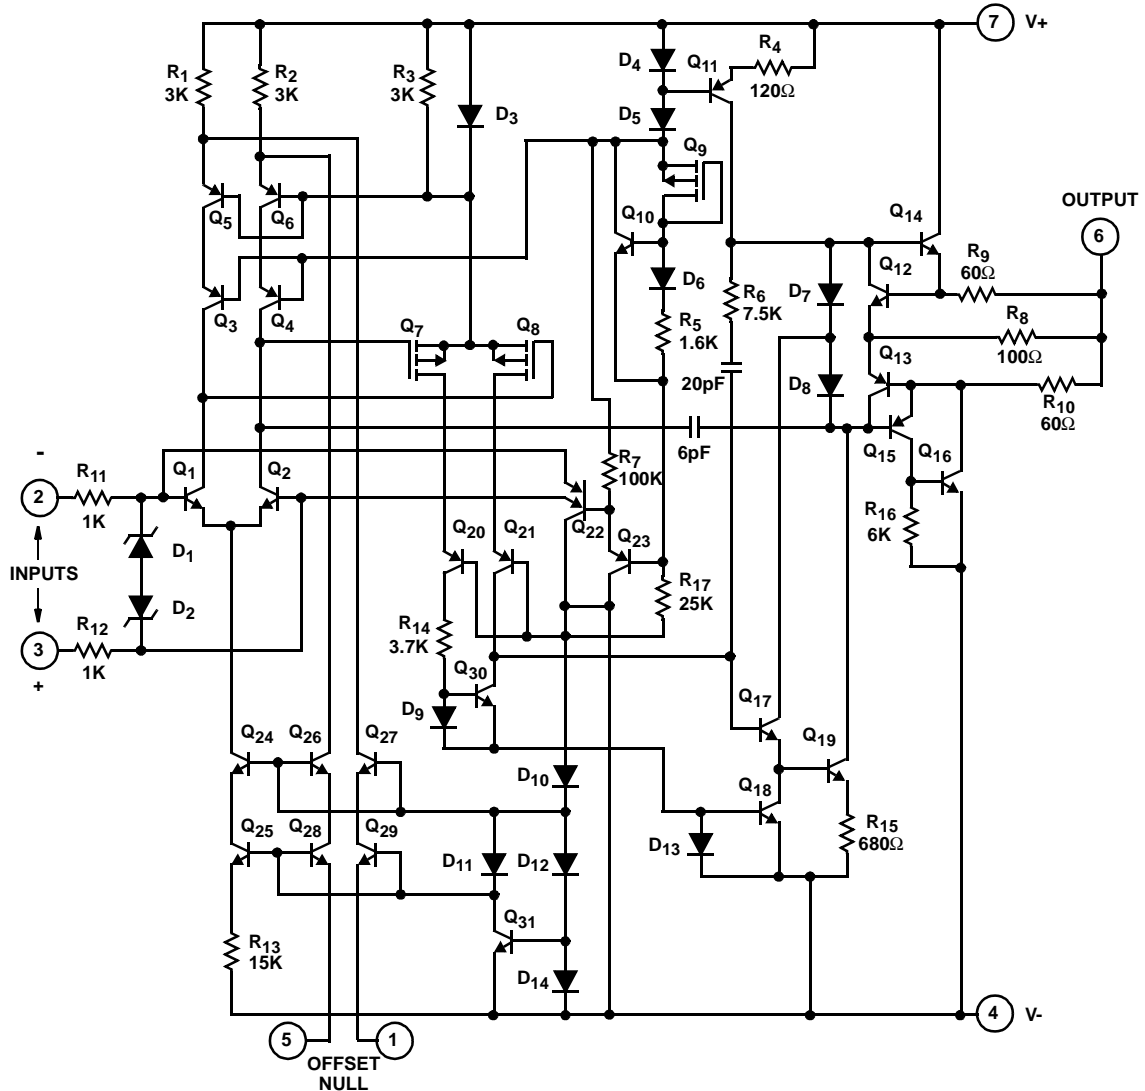 7 V+
R1
3K
R2
3K
R3
3K
D3
D4
Q11
R4
120Ω
D5
Q9
Q5
Q6
Q10
Q14
OUTPUT
6
Q3
Q4
D6
R6
7.5K
D7
Q12
R9
60Ω
R5
1.6K
Q7
Q8
R8
100Ω
20pF
D8
Q13
R10
60Ω
6pF
Q15
Q16
-
2
R11
1K
Q1
Q2
R7
100K
Q22
R16
6K
D1
INPUTS
D2
Q20
Q21
Q23
R17
25K
3
+
R12
1K
R14
3.7K
Q30
D9
Q17
Q19
Q24
Q26
Q27
D10
Q18
R15
680Ω
Q25
Q28
Q29
D11
D12
D13
Q31
R13
15K
D14
4 V-
5
1
OFFSET
NULL